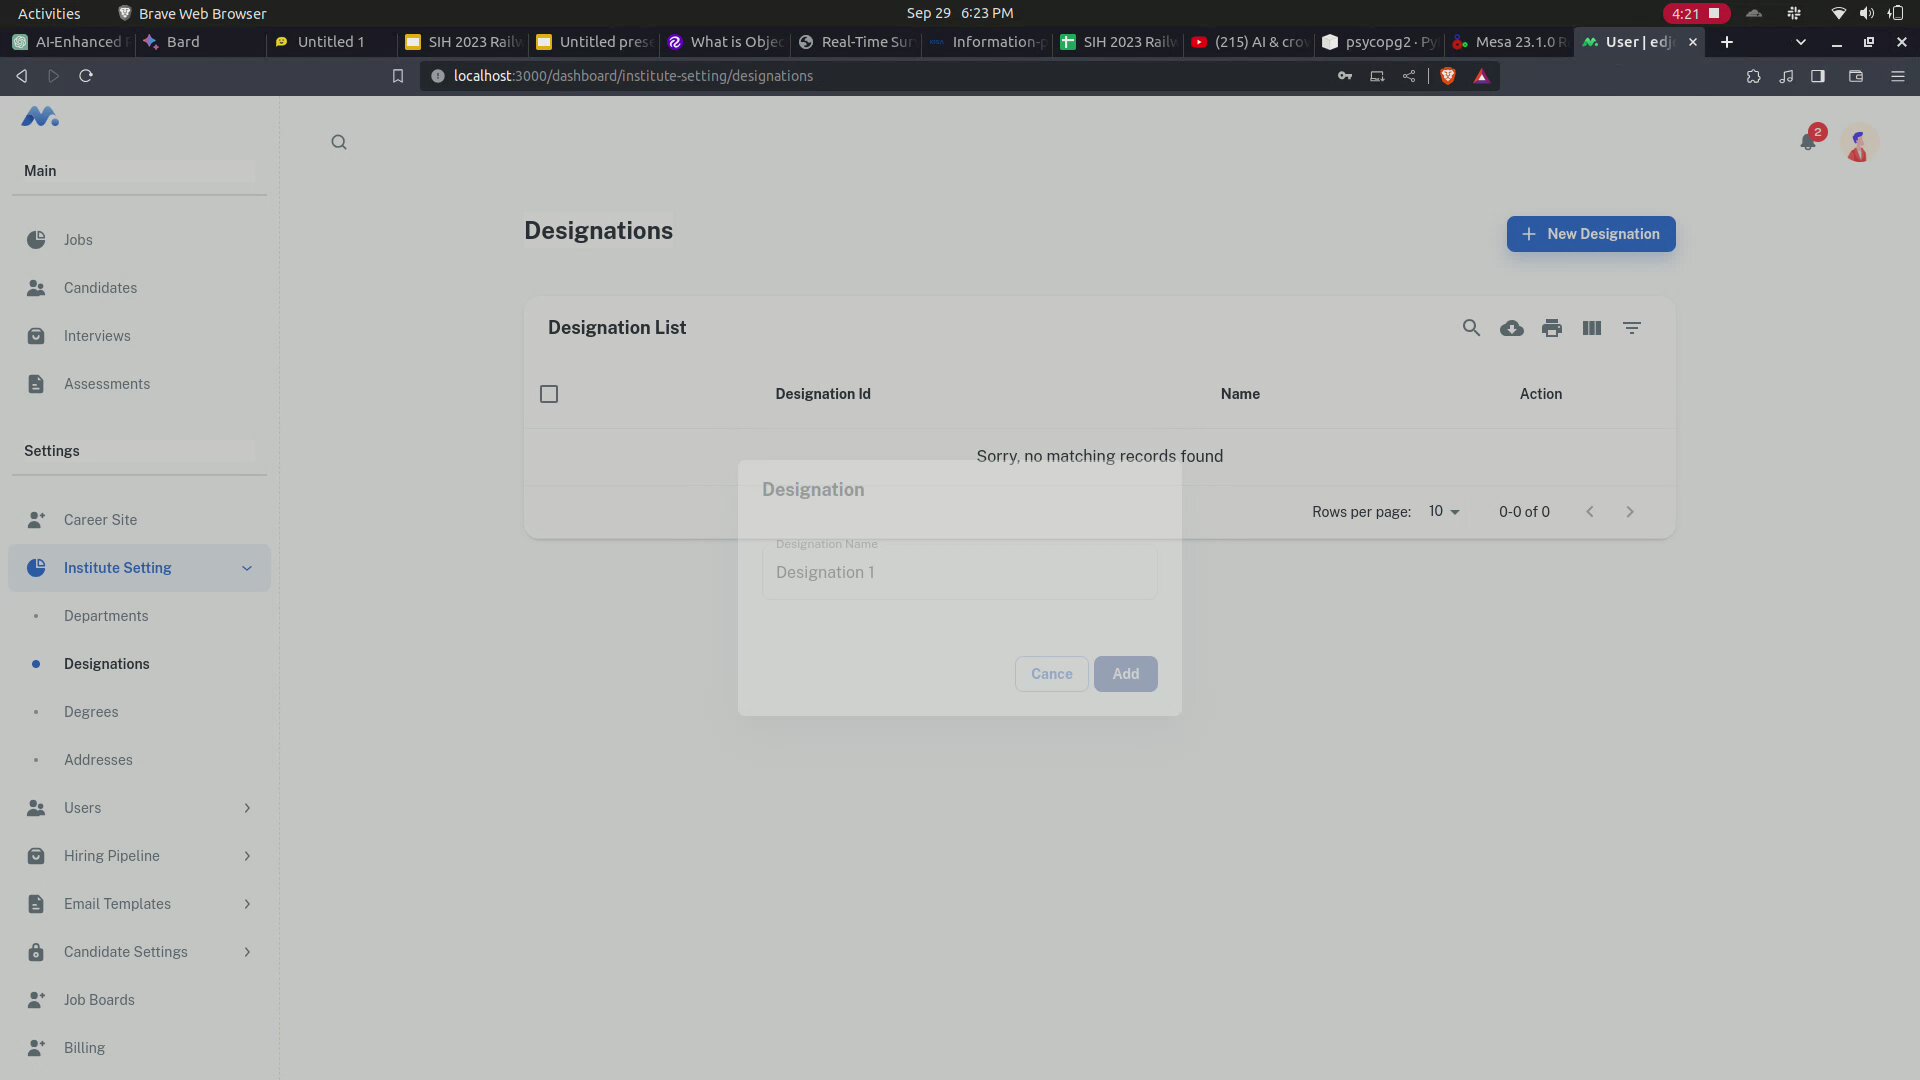 Activities
Brave Web Browser
Sep 29 6:23 PM
4:21
AI-Enhanced
Bard
Untitled 1
SIH 2023 Railw
Untitled prese
What is Objec
Real-Time Sur
Information-p
SIH 2023 Railw
(215) AI & crow
psycopg2 · Py
Mesa 23.1.0 R
User | edjo
localhost:3000/dashboard/institute-setting/designations
2
Main
Jobs
Candidates
Interviews
Assessments
Settings
Career Site
Institute Setting
Departments
Designations
Degrees
Addresses
Users
Hiring Pipeline
Email Templates
Candidate Settings
Job Boards
Billing
Designations
New Designation
Designation List
Designation Id
Name
Action
Sorry, no matching records found
Rows per page: 10
0-0 of 0
Designation
Designation Name
Designation 1
Cance
Add